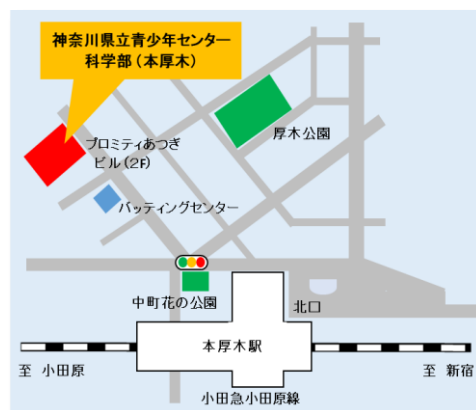 神奈川県立青少年センター
科学部（本厚木）
プロミティあつぎ
ビル（2F）
厚木公園
バッティングセンター
中町花の公園
北口
本厚木駅
至 小田原
至 新宿
小田急小田原線